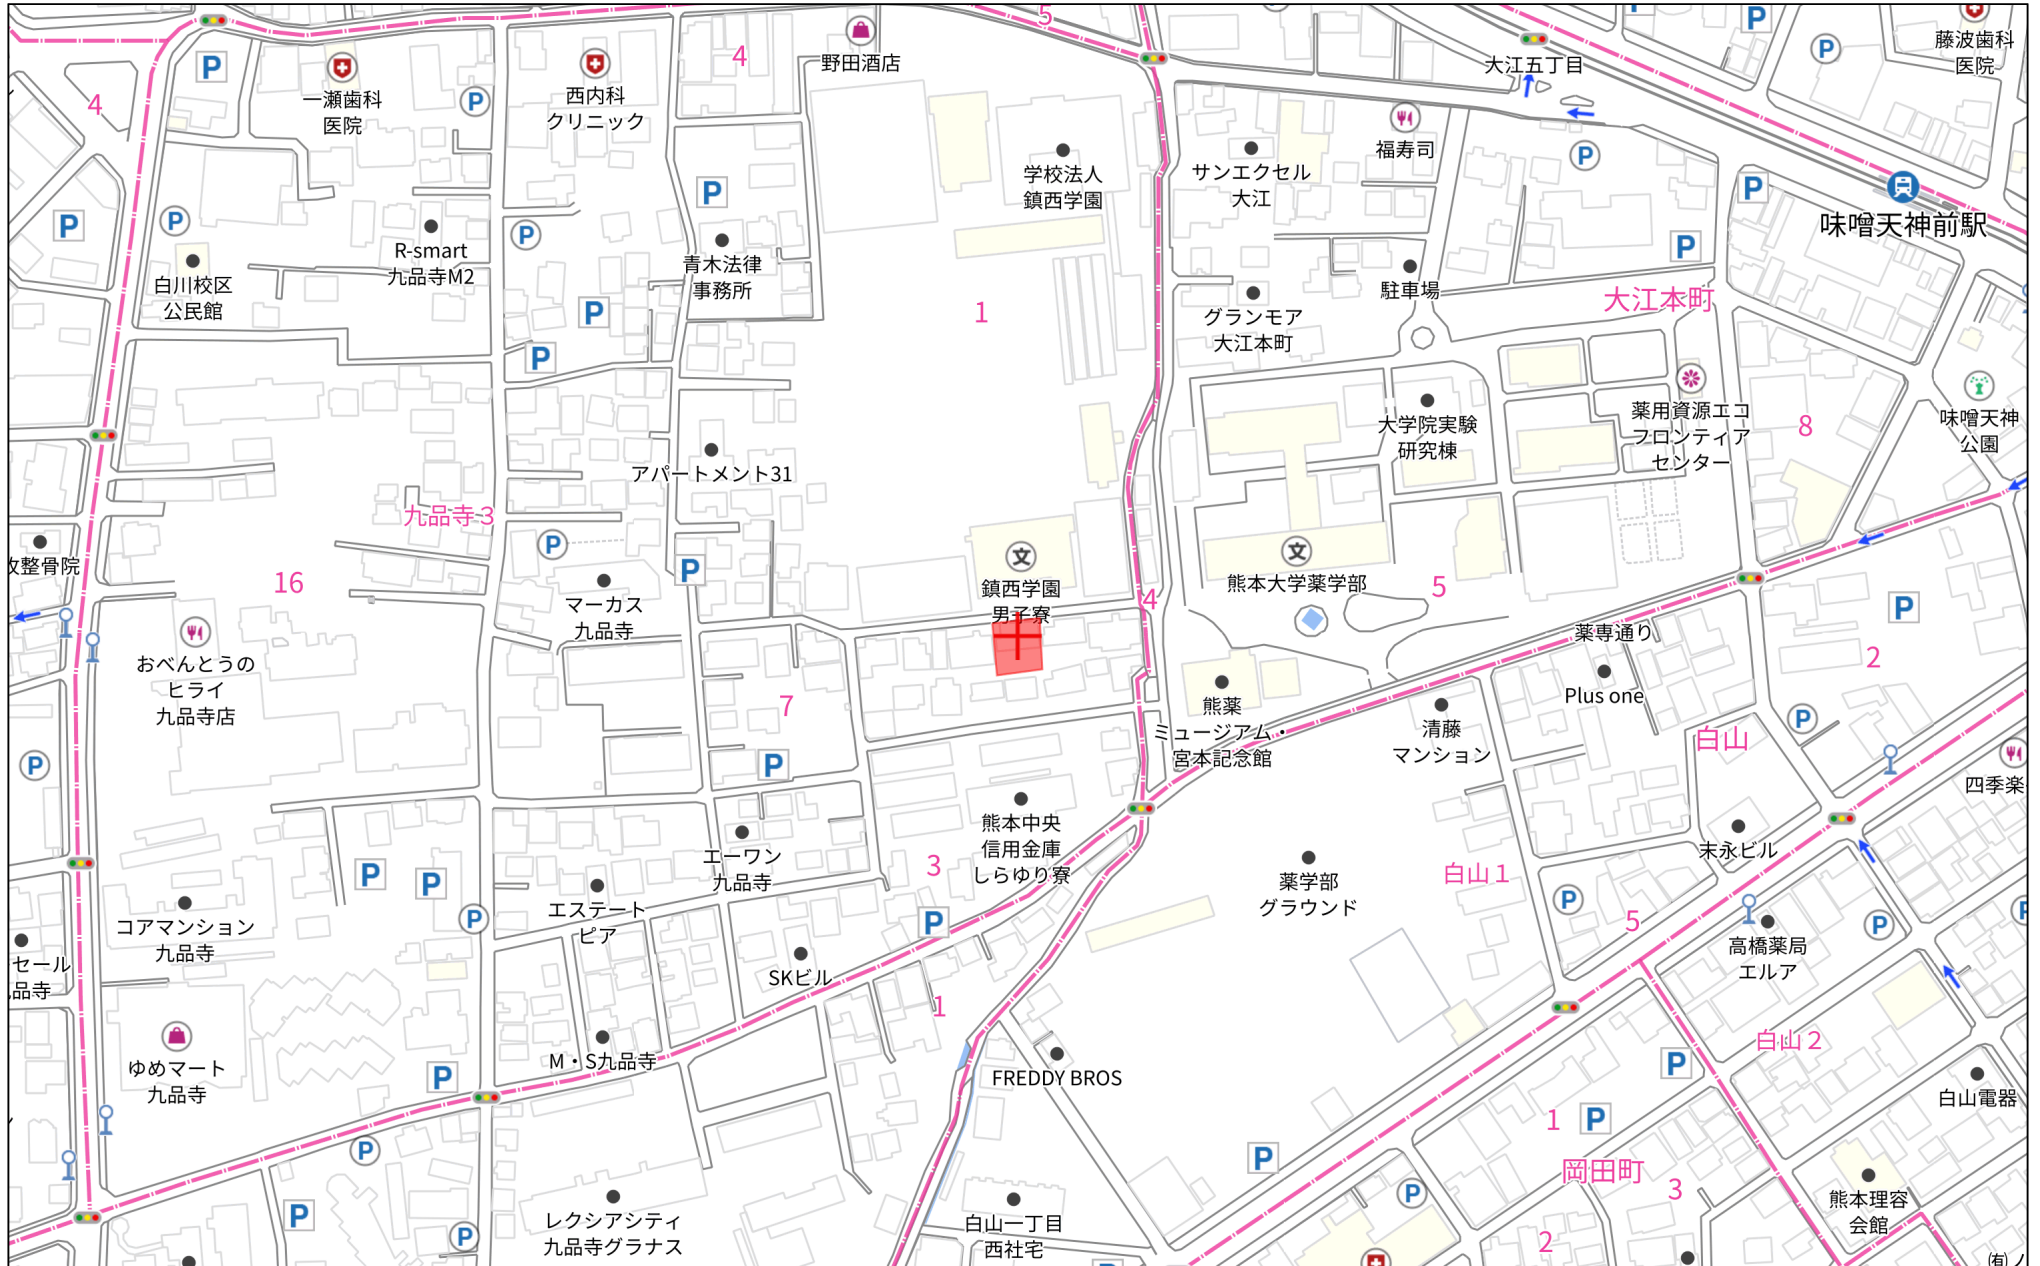 5
4
野田酒店
大江五丁目
藤波歯科
医院
4
一瀬歯科
医院
西内科
クリニック
学校法人
鎮西学園
サンエクセル
大江
福寿司
味噌天神前駅
R-smart
九品寺M2
白川校区
公民館
青木法律
事務所
1
駐車場
大江本町
グランモア
大江本町
大学院実験
研究棟
薬用資源エコ
フロンティア
センター
8
味噌天神
公園
アパートメント31
九品寺３
改整骨院
16
マーカス
九品寺
鎮西学園
男子寮
4
熊本大学薬学部
5
薬専通り
おべんとうの
ヒライ
九品寺店
7
熊薬
ミュージアム・
宮本記念館
清藤
マンション
Plus one
2
白山
四季楽
エーワン
九品寺
3
熊本中央
信用金庫
しらゆり寮
薬学部
グラウンド
白山１
末永ビル
コアマンション
九品寺
エステート
ピア
SKビル
5
高橋薬局
エルア
セール
品寺
1
ゆめマート
九品寺
M・S九品寺
FREDDY BROS
白山２
白山電器
1
岡田町
3
熊本理容
会館
レクシアシティ
九品寺グラナス
白山一丁目
西社宅
2
P
文